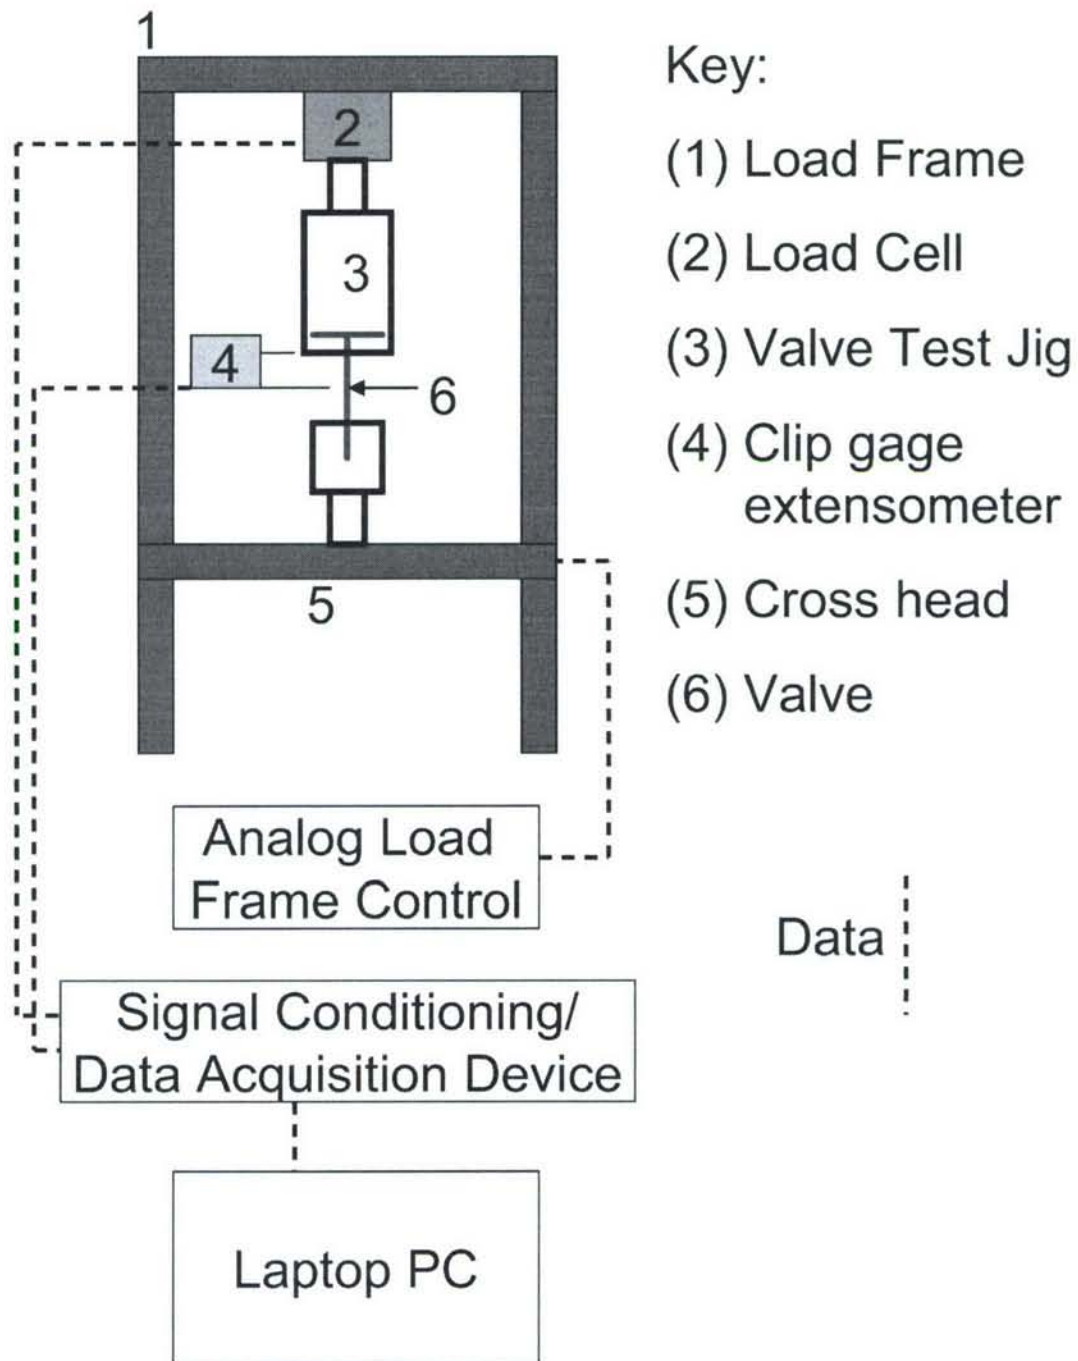 1
Key:
2
(1) Load Frame
(2) Load Cell
3
(3) Valve Test Jig
4
6
(4) Clip gage
extensometer
5
(5) Cross head
(6) Valve
Analog Load
Frame Control
Data
Signal Conditioning/
Data Acquisition Device
Laptop PC